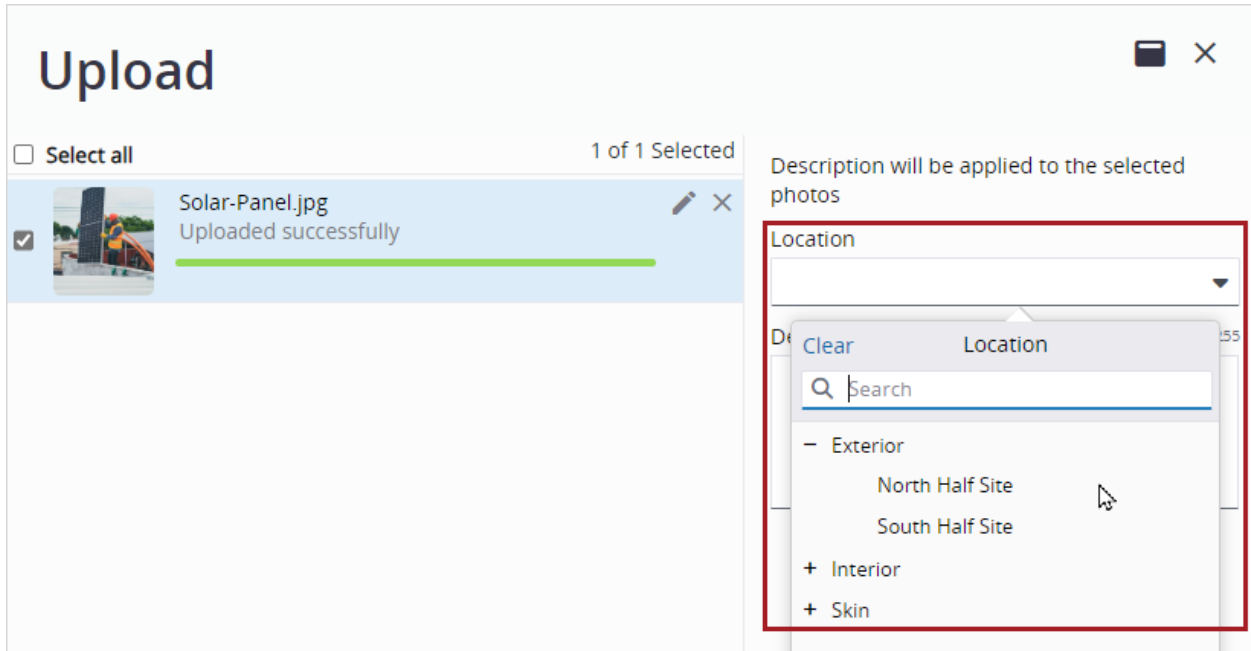 Upload
Select all
1 of 1 Selected
Solar-Panel.jpg
Uploaded successfully
Description will be applied to the selected
photos
Location
Clear
Location
255
Search
Exterior
North Half Site
South Half Site
Interior
Skin